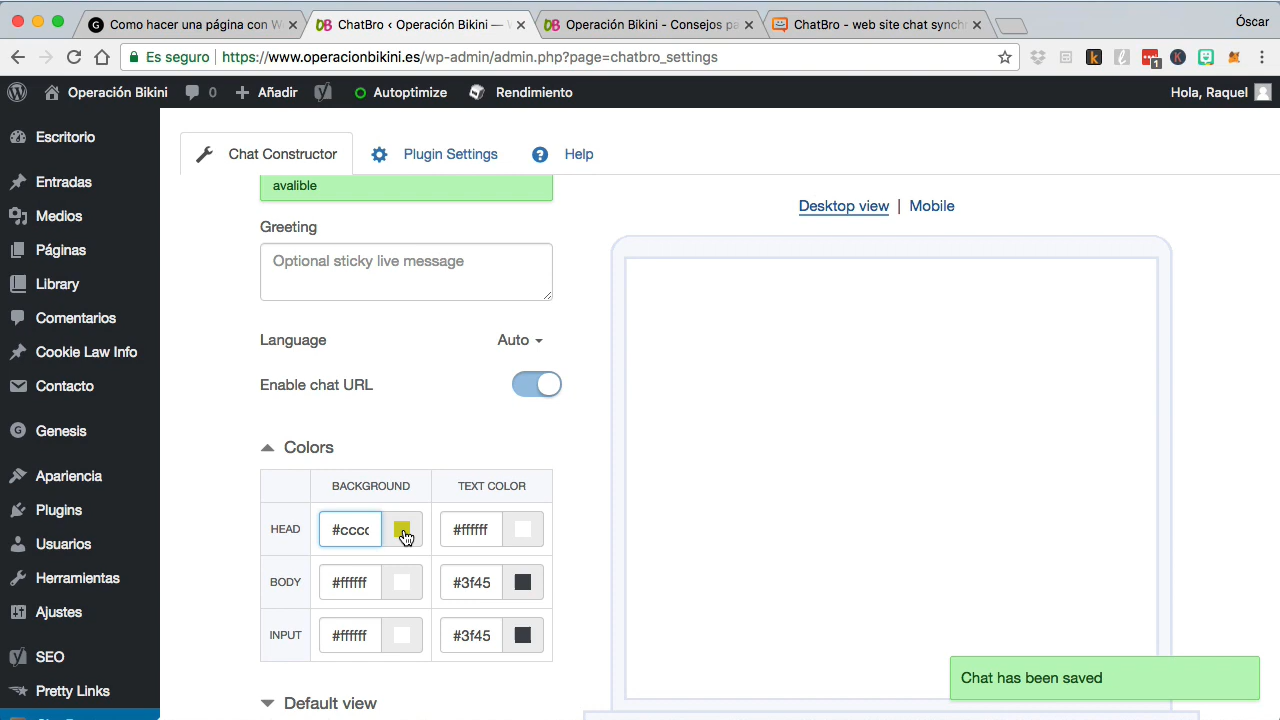 Como hacer una página con W
ChatBro ‹ Operación Bikini —
Operación Bikini - Consejos pa
ChatBro - web site chat synchr
Óscar
Es seguro
https://www.operacionbikini.es/wp-admin/admin.php?page=chatbro_settings
1
Operación Bikini
0
Añadir
Autoptimize
Rendimiento
Hola, Raquel
Escritorio
Entradas
Medios
Páginas
Library
Comentarios
Cookie Law Info
Contacto
Genesis
Apariencia
Plugins
Usuarios
Herramientas
Ajustes
SEO
Pretty Links
Chat Constructor
Plugin Settings
Help
avalible
Greeting
Optional sticky live message
Language
Auto
Enable chat URL
Colors
BACKGROUND
TEXT COLOR
HEAD
#cccc
#ffffff
BODY
#ffffff
#3f45
INPUT
#ffffff
#3f45
Default view
Desktop view | Mobile
Chat has been saved